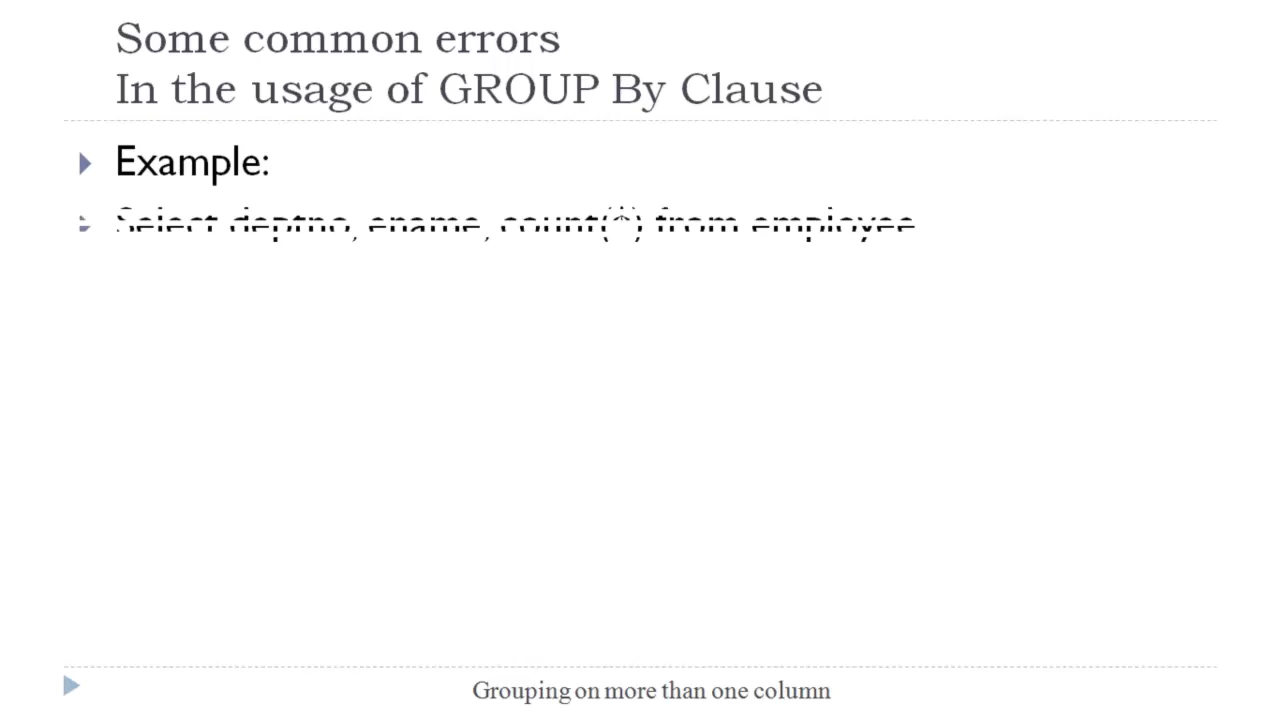 Some common errors
In the usage of GROUP By Clause
Example:
Select deptno, ename, count(*) from employee
Grouping on more than one column